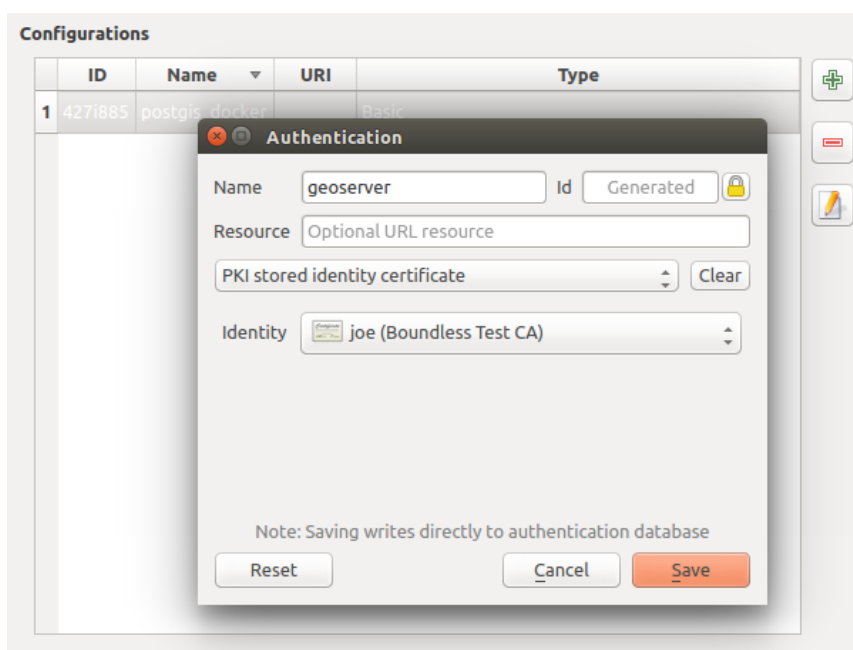 Configurations
ID Name URI Type
1 427i885 postgis_docker Basic
Authentication
Name geoserver Id Generated
Resource Optional URL resource
PKI stored identity certificate Clear
Identity joe (Boundless Test CA)
Note: Saving writes directly to authentication database
Reset Cancel Save